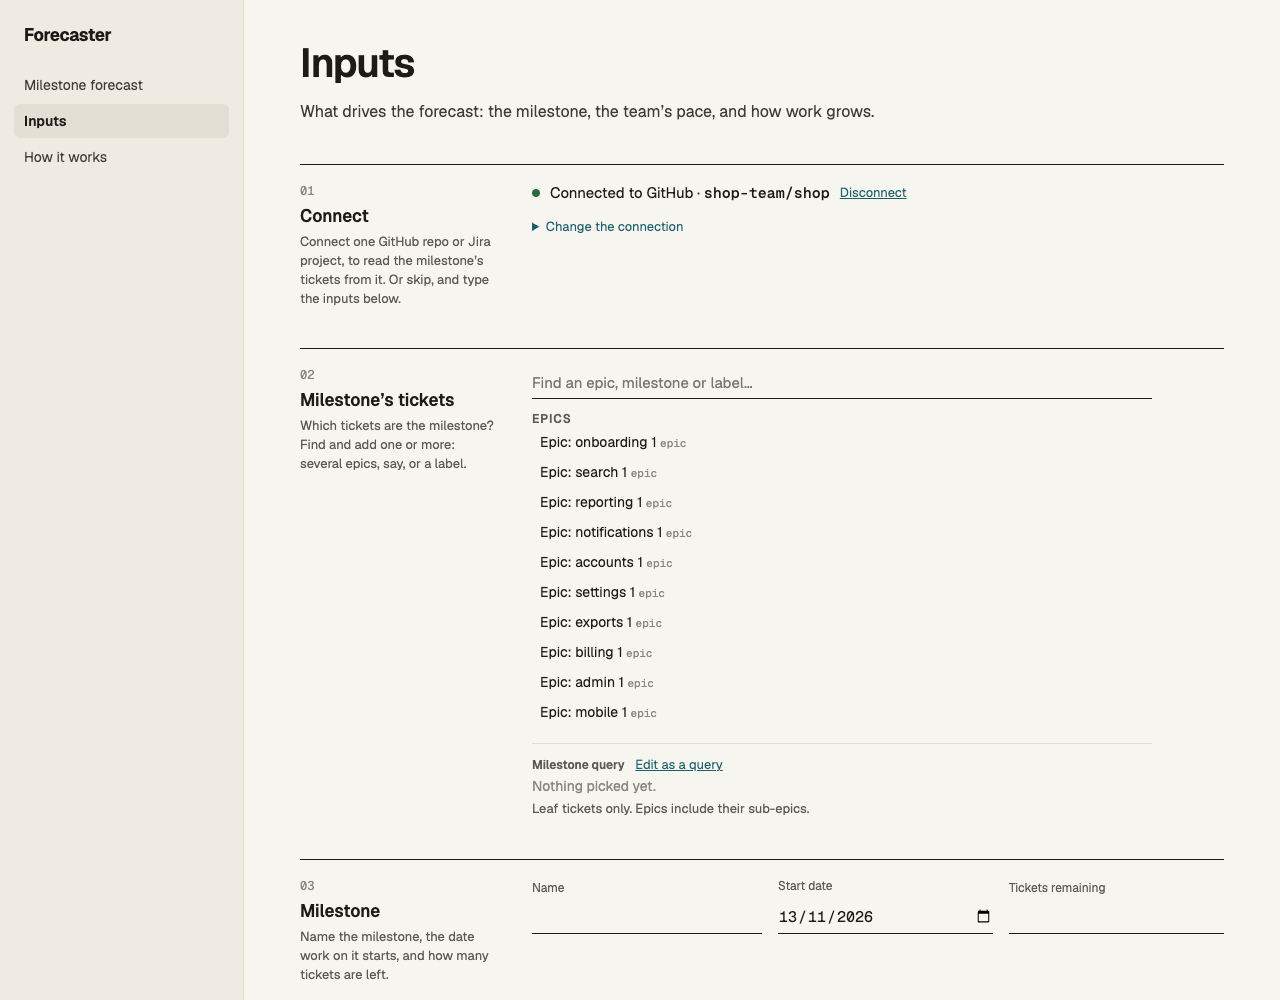 Forecaster
Milestone forecast
Inputs
How it works
Inputs
What drives the forecast: the milestone, the team’s pace, and how work grows.
01
Connect
Connect one GitHub repo or Jira
project, to read the milestone’s
tickets from it. Or skip, and type
the inputs below.
Connected to GitHub · shop-team/shop Disconnect
Change the connection
02
Milestone’s tickets
Which tickets are the milestone?
Find and add one or more:
several epics, say, or a label.
Find an epic, milestone or label…
EPICS
Epic: onboarding 1 epic
Epic: search 1 epic
Epic: reporting 1 epic
Epic: notifications 1 epic
Epic: accounts 1 epic
Epic: settings 1 epic
Epic: exports 1 epic
Epic: billing 1 epic
Epic: admin 1 epic
Epic: mobile 1 epic
Milestone query Edit as a query
Nothing picked yet.
Leaf tickets only. Epics include their sub-epics.
03
Milestone
Name the milestone, the date
work on it starts, and how many
tickets are left.
Name
Start date
13/11/2026
Tickets remaining